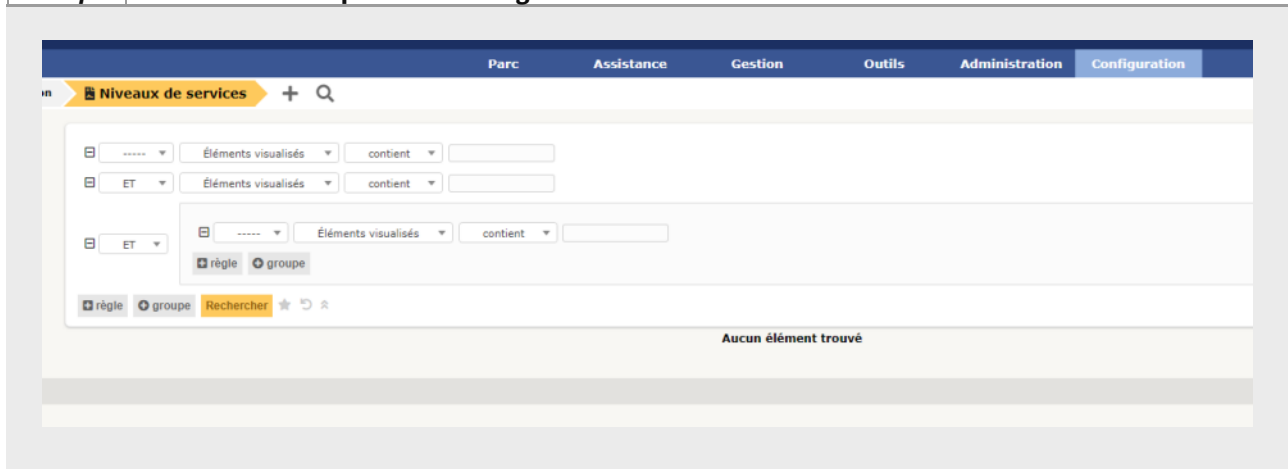 Parc Assistance Gestion Outils Administration Configuration
Niveaux de services
----- Éléments visualisés contient
ET Éléments visualisés contient
----- Éléments visualisés contient
ET
règle groupe
règle groupe Rechercher
Aucun élément trouvé